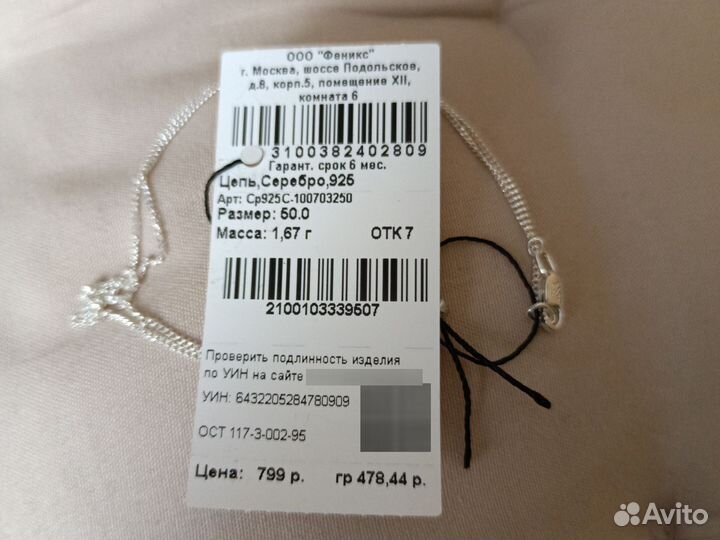 ООО "Феникс"
г. Москва, шоссе Подольское,
д.8, корп.5, помещение XII,
комната 6
3100382402809
Гарант. срок 6 мес.
Цепь,Серебро,925
Арт: Ср925С-100703250
Размер: 50.0
Масса: 1,67 г ОТК 7
2100103339507
Проверить подлинность изделия
по УИН на сайте
УИН: 6432205284780909
ОСТ 117-3-002-95
Цена: 799 р. гр 478,44 р.
Avito